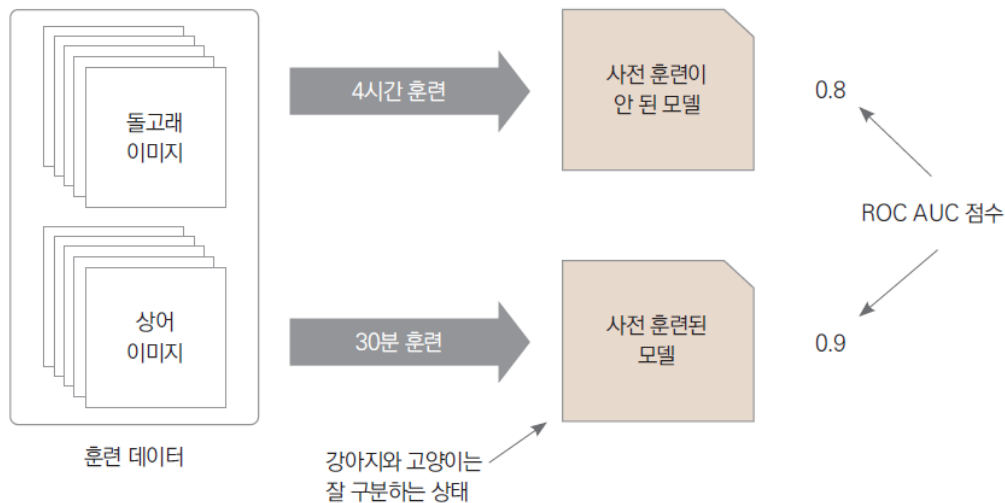 돌고래
이미지
상어
이미지
훈련 데이터
4시간 훈련
30분 훈련
사전 훈련이
안 된 모델
사전 훈련된
모델
강아지와 고양이는
잘 구분하는 상태
0.8
ROC AUC 점수
0.9